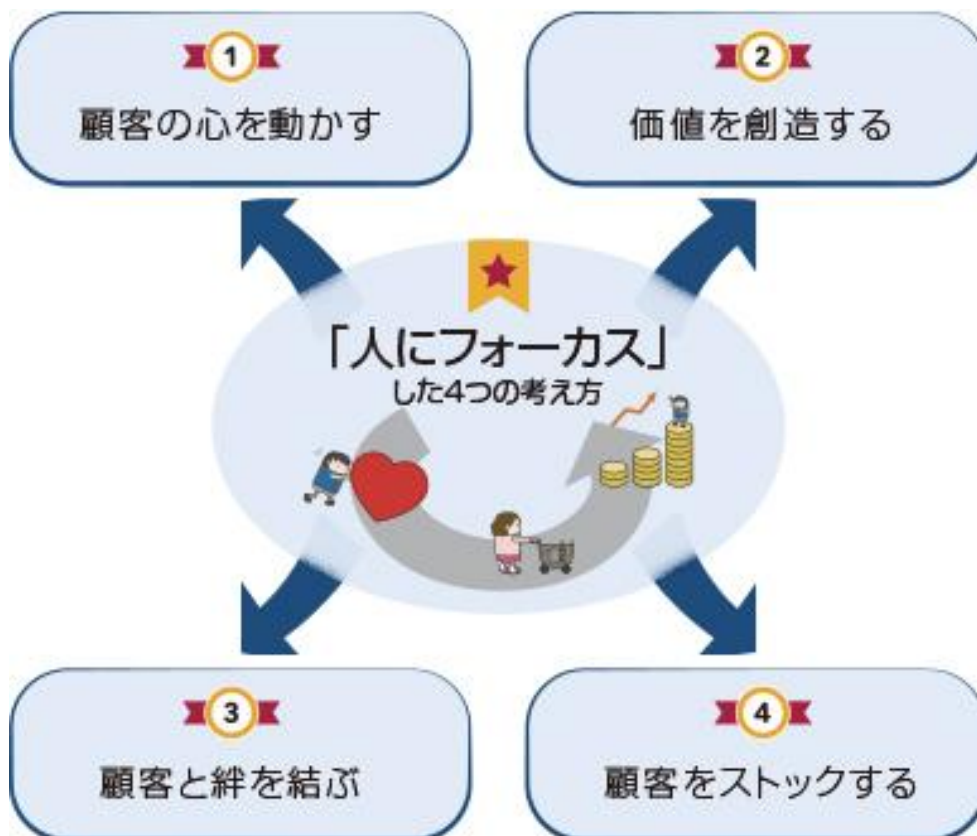 1
顧客の心を動かす
2
価値を創造する
「人にフォーカス」
した4つの考え方
3
顧客と絆を結ぶ
4
顧客をストックする